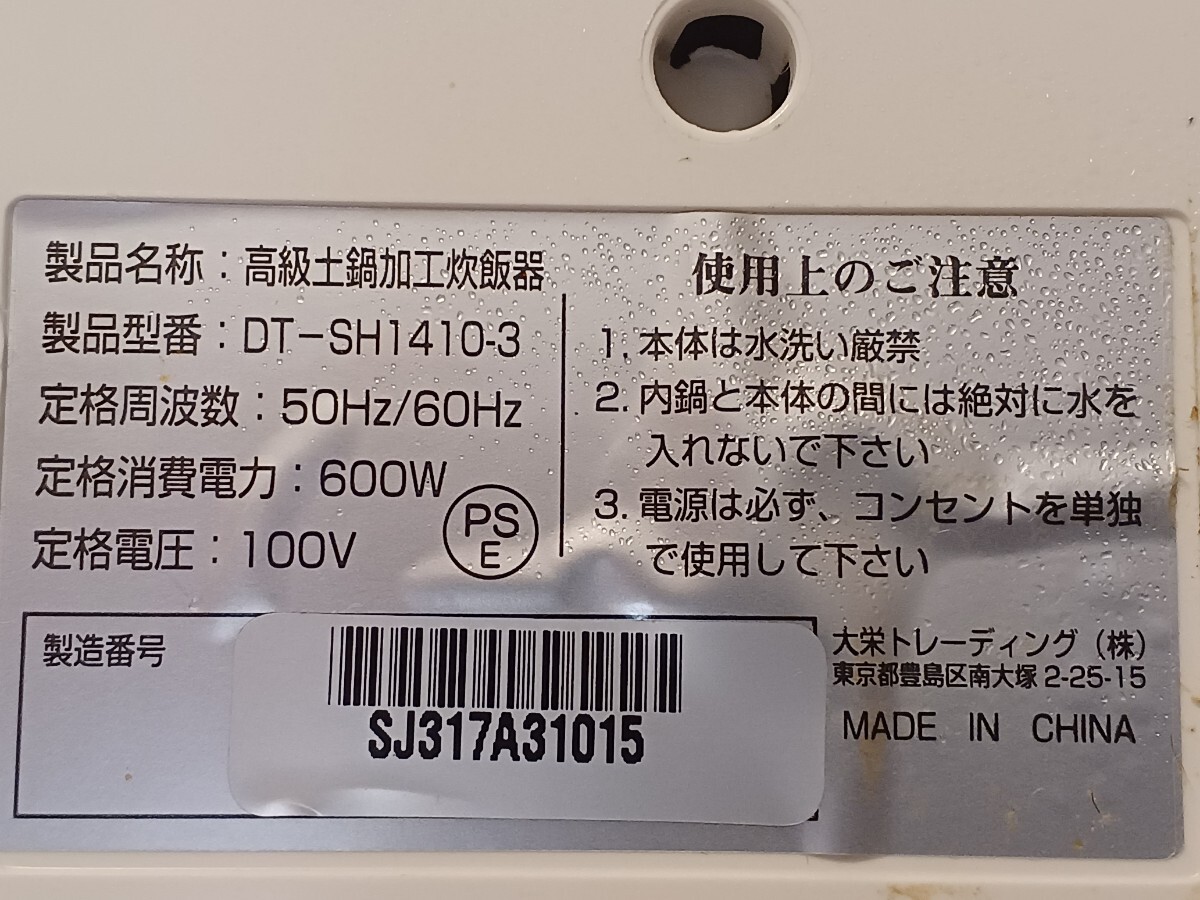 製品名称：高級土鍋加工炊飯器
製品型番：DT-SH1410-3
定格周波数：50Hz/60Hz
定格消費電力：600W
定格電圧：100V
PS
E
使用上のご注意
1. 本体は水洗い厳禁
2. 内鍋と本体の間には絶対に水を
入れないで下さい
3. 電源は必ず、コンセントを単独
で使用して下さい
製造番号
SJ317A31015
大栄トレーディング（株）
東京都豊島区南大塚2-25-15
MADE IN CHINA